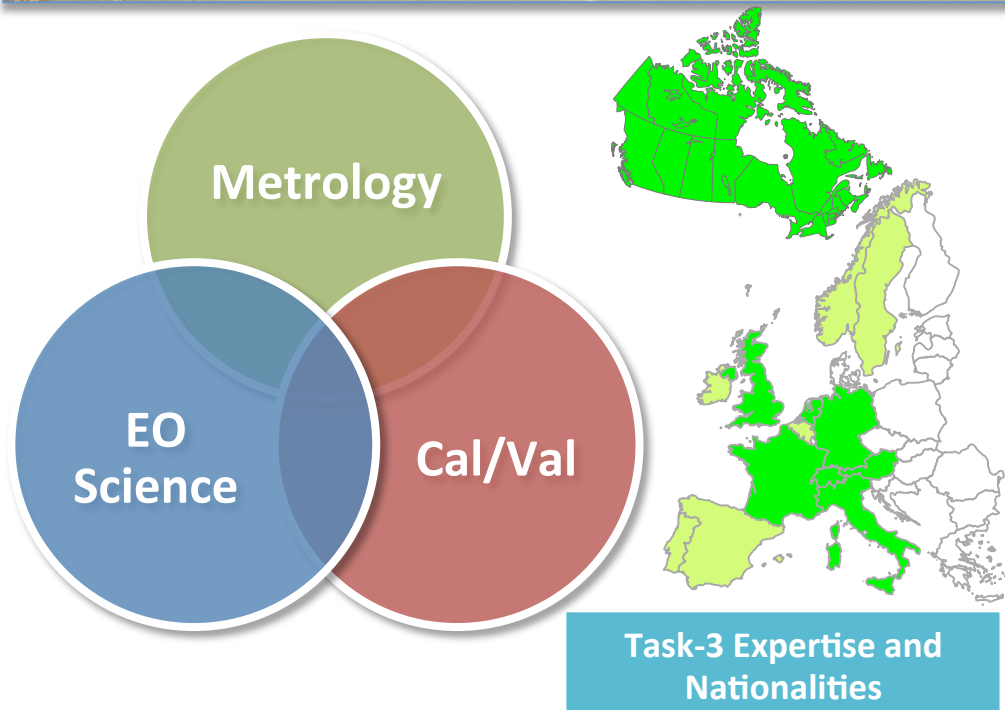 Metrology
EO
Science
Cal/Val
Task-3 Expertise and
Nationalities